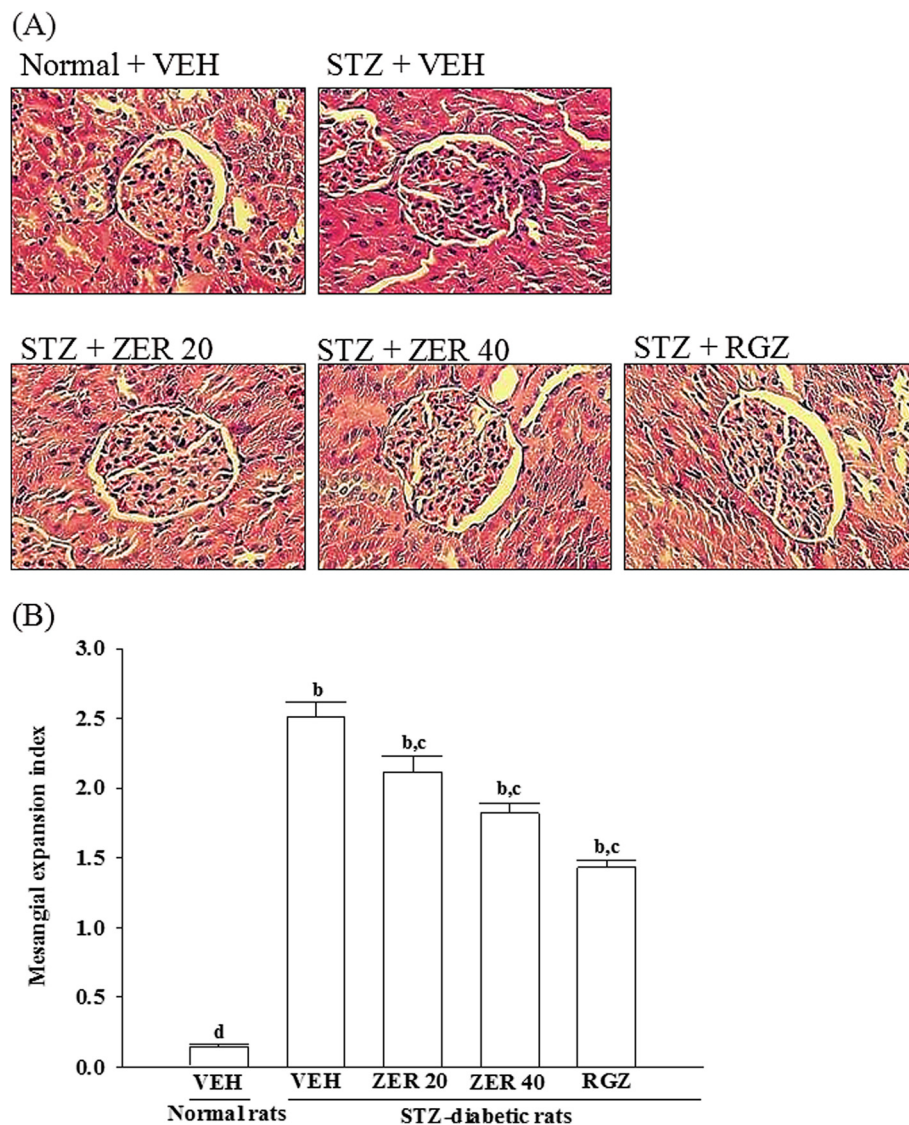 (A)
Normal + VEH STZ + VEH
STZ + ZER 20 STZ + ZER 40 STZ + RGZ
(B)
Mesangial expansion index
3.0
2.5
2.0
1.5
1.0
0.5
0.0
b
b,c
b,c
b,c
d
VEH VEH ZER 20 ZER 40 RGZ
Normal rats STZ-diabetic rats